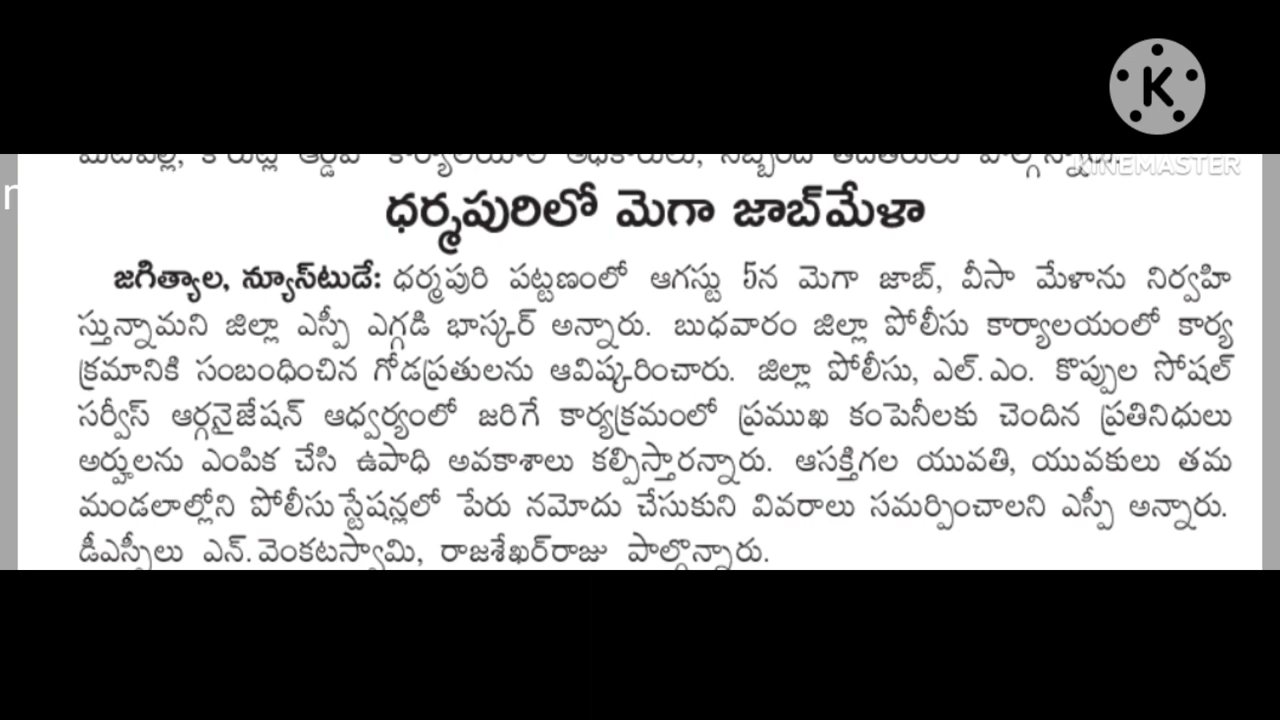 K
KINEMASTER
ధర్మపురిలో మెగా జాబ్‌మేళా
జగిత్యాల, న్యూస్‌టుడే: ధర్మపురి పట్టణంలో ఆగస్టు 5న మెగా జాబ్, వీసా మేళాను నిర్వహి
స్తున్నామని జిల్లా ఎస్పీ ఎగ్గడి భాస్కర్ అన్నారు. బుధవారం జిల్లా పోలీసు కార్యాలయంలో కార్య
క్రమానికి సంబంధించిన గోడప్రతులను ఆవిష్కరించారు. జిల్లా పోలీసు, ఎల్.ఎం. కొప్పుల సోషల్
సర్వీస్ ఆర్గనైజేషన్ ఆధ్వర్యంలో జరిగే కార్యక్రమంలో ప్రముఖ కంపెనీలకు చెందిన ప్రతినిధులు
అర్హులను ఎంపిక చేసి ఉపాధి అవకాశాలు కల్పిస్తారన్నారు. ఆసక్తిగల యువతి, యువకులు తమ
మండలాల్లోని పోలీసుస్టేషన్లలో పేరు నమోదు చేసుకుని వివరాలు సమర్పించాలని ఎస్పీ అన్నారు.
డీఎస్పీలు ఎన్.వెంకటస్వామి, రాజశేఖర్‌రాజు పాల్గొన్నారు.